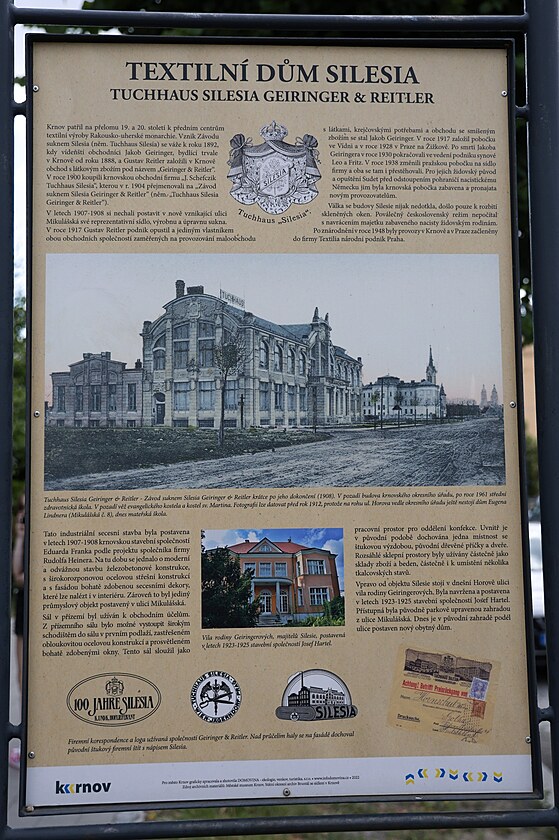 TEXTILNÍ DŮM SILESIA
TUCHHAUS SILESIA GEIRINGER & REITLER
Krnov patřil na přelomu 19. a 20. století k předním centrům
textilní výroby Rakousko-uherské monarchie. Vznik Závodu
suknem Silesia (něm. Tuchhaus Silesia) se váže k roku 1892,
kdy vídeňští obchodníci Jakob Geiringer, bydlící trvale
v Krnově od roku 1888, a Gustav Reitler založili v Krnově
obchod s látkovým zbožím pod názvem „Geiringer & Reitler“.
V roce 1900 koupili krnovskou obchodní firmu „J. Schefczik
Tuchhaus Silesia“, kterou v r. 1904 přejmenovali na „Závod
suknem Silesia Geiringer & Reitler“ (něm. „Tuchhaus Silesia
Geiringer & Reitler“).
V letech 1907-1908 si nechali postavit v nově vznikající ulici
Mikulášská své reprezentativní sídlo, výrobnu a úpravnu sukna.
V roce 1917 Gustav Reitler podnik opustil a jediným vlastníkem
obou obchodních společností zaměřených na provozování maloobchodu
SILESIA
Tuchhaus „Silesia“.
s látkami, krejčovskými potřebami a obchodu se smíšeným
zbožím se stal Jakob Geiringer. V roce 1917 založil pobočku
ve Vídni a v roce 1928 v Praze na Žižkově. Po smrti Jakoba
Geiringera v roce 1930 pokračovali ve vedení podniku synové
Leo a Fritz. V roce 1938 zmocnili pražskou pobočku na sídlo
firmy a oba se tam i přestěhovali. Pro jejich židovský původ
a opuštění Sudet před odstoupením pohraničí nacistickému
Německu jim byla krnovská pobočka zabavena a pronajata
novým provozovatelům.
Válka se budovy Silesie nijak nedotkla, došlo pouze k rozbití
skleněných oken. Poválečný československý režim nepočítal
s navrácením majetku zabaveného nacisty židovským rodinám.
Po znárodnění v roce 1948 byly provozy v Krnově a v Praze začleněny
do firmy Textilia národní podnik Praha.
TUCHHAUS
Tuchhaus Silesia Geiringer & Reitler - Závod suknem Silesia Geiringer & Reitler krátce po jeho dokončení (1908). V pozadí budova krnovského okresního úřadu, po roce 1961 střední
zdravotnická škola. V pozadí věž evangelického kostela a kostel sv. Martina. Fotografii lze datovat před rok 1912, protože na rohu ul. Horova vedle okresního úřadu ještě nestojí dům Eugena
Lindnera (Mikulášská č. 8), dnes mateřská škola.
Tato industriální secesní stavba byla postavena
v letech 1907-1908 krnovskou stavební společností
Eduarda Franka podle projektu společníka firmy
Rudolfa Heinera. Na tu dobu se jednalo o moderní
a odvážnou stavbu železobetonové konstrukce,
s širokorozponovou ocelovou střešní konstrukcí
a s fasádou bohatě zdobenou secesními dekory,
které lze nalézt i v interiéru. Zároveň to byl jediný
průmyslový objekt postavený v ulici Mikulášská.
Sál v přízemí byl užíván k obchodním účelům.
Z přízemního sálu bylo možné vystoupit širokým
schodištěm do sálu v prvním podlaží, zastřešeném
obloukovitou ocelovou konstrukcí a prosvětleném
bohatě zdobenými okny. Tento sál sloužil jako
Vila rodiny Geiringerových, majitelů Silesie, postavená
v letech 1923-1925 stavební společností Josef Hartel.
pracovní prostor pro oddělení konfekce. Uvnitř je
v původní podobě dochována jedna místnost se
štukovou výzdobou, původní dřevěné příčky a dveře.
Rozsáhlé sklepní prostory byly užívány částečně jako
sklady zboží a beden, částečně i k umístění několika
tkalcovských stavů.
Vpravo od objektu Silesie stojí v dnešní Horově ulici
vila rodiny Geiringerových. Byla navržena a postavena
v letech 1923-1925 stavební společností Josef Hartel.
Přístupná byla původně parkově upravenou zahradou
z ulice Mikulášská. Dnes je v původní zahradě podél
ulice postaven nový obytný dům.
100 JAHRE SILESIA
SILESIA
Firemní korespondence a loga užívaná společností Geiringer & Reitler. Nad průčelím haly se na fasádě dochoval
původní štukový firemní štít s nápisem Silesia.
krnov